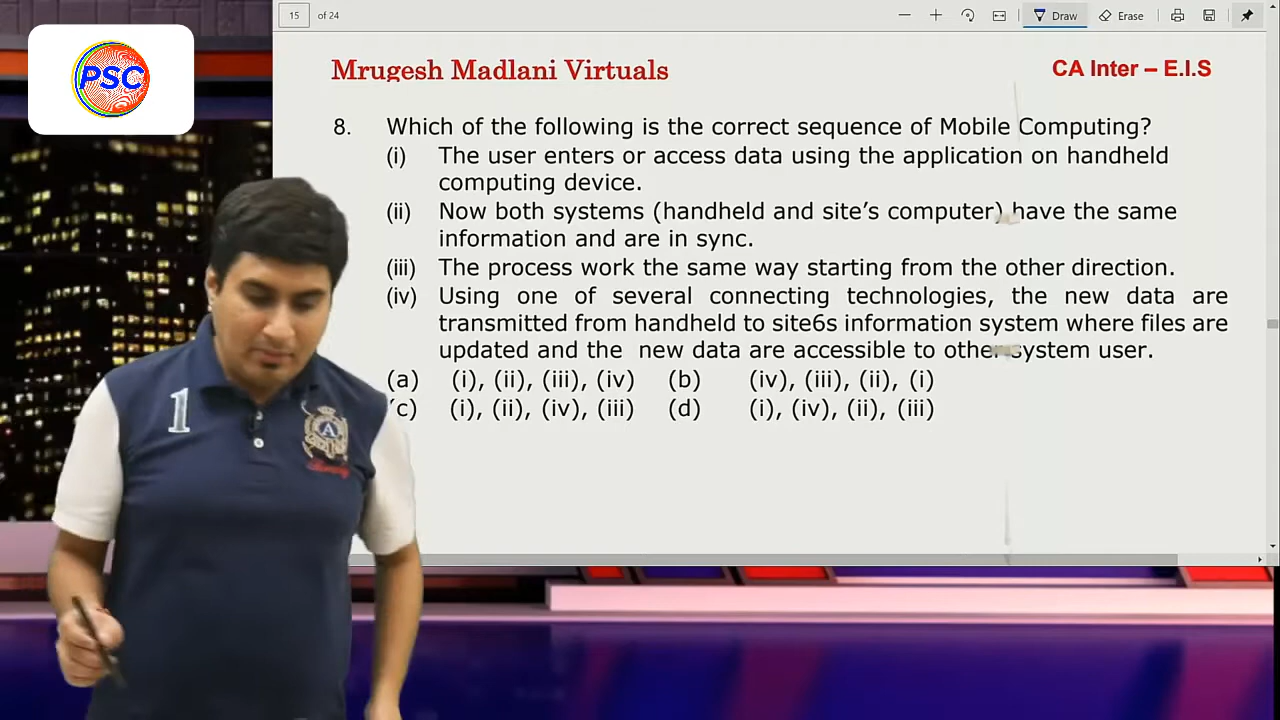 15 of 24 Draw Erase
PSC
Mrugesh Madlani Virtuals CA Inter – E.I.S
8. Which of the following is the correct sequence of Mobile Computing?
(i) The user enters or access data using the application on handheld
computing device.
(ii) Now both systems (handheld and site's computer) have the same
information and are in sync.
(iii) The process work the same way starting from the other direction.
(iv) Using one of several connecting technologies, the new data are
transmitted from handheld to site6s information system where files are
updated and the new data are accessible to other system user.
(a) (i), (ii), (iii), (iv) (b) (iv), (iii), (ii), (i)
(c) (i), (ii), (iv), (iii) (d) (i), (iv), (ii), (iii)
1
A